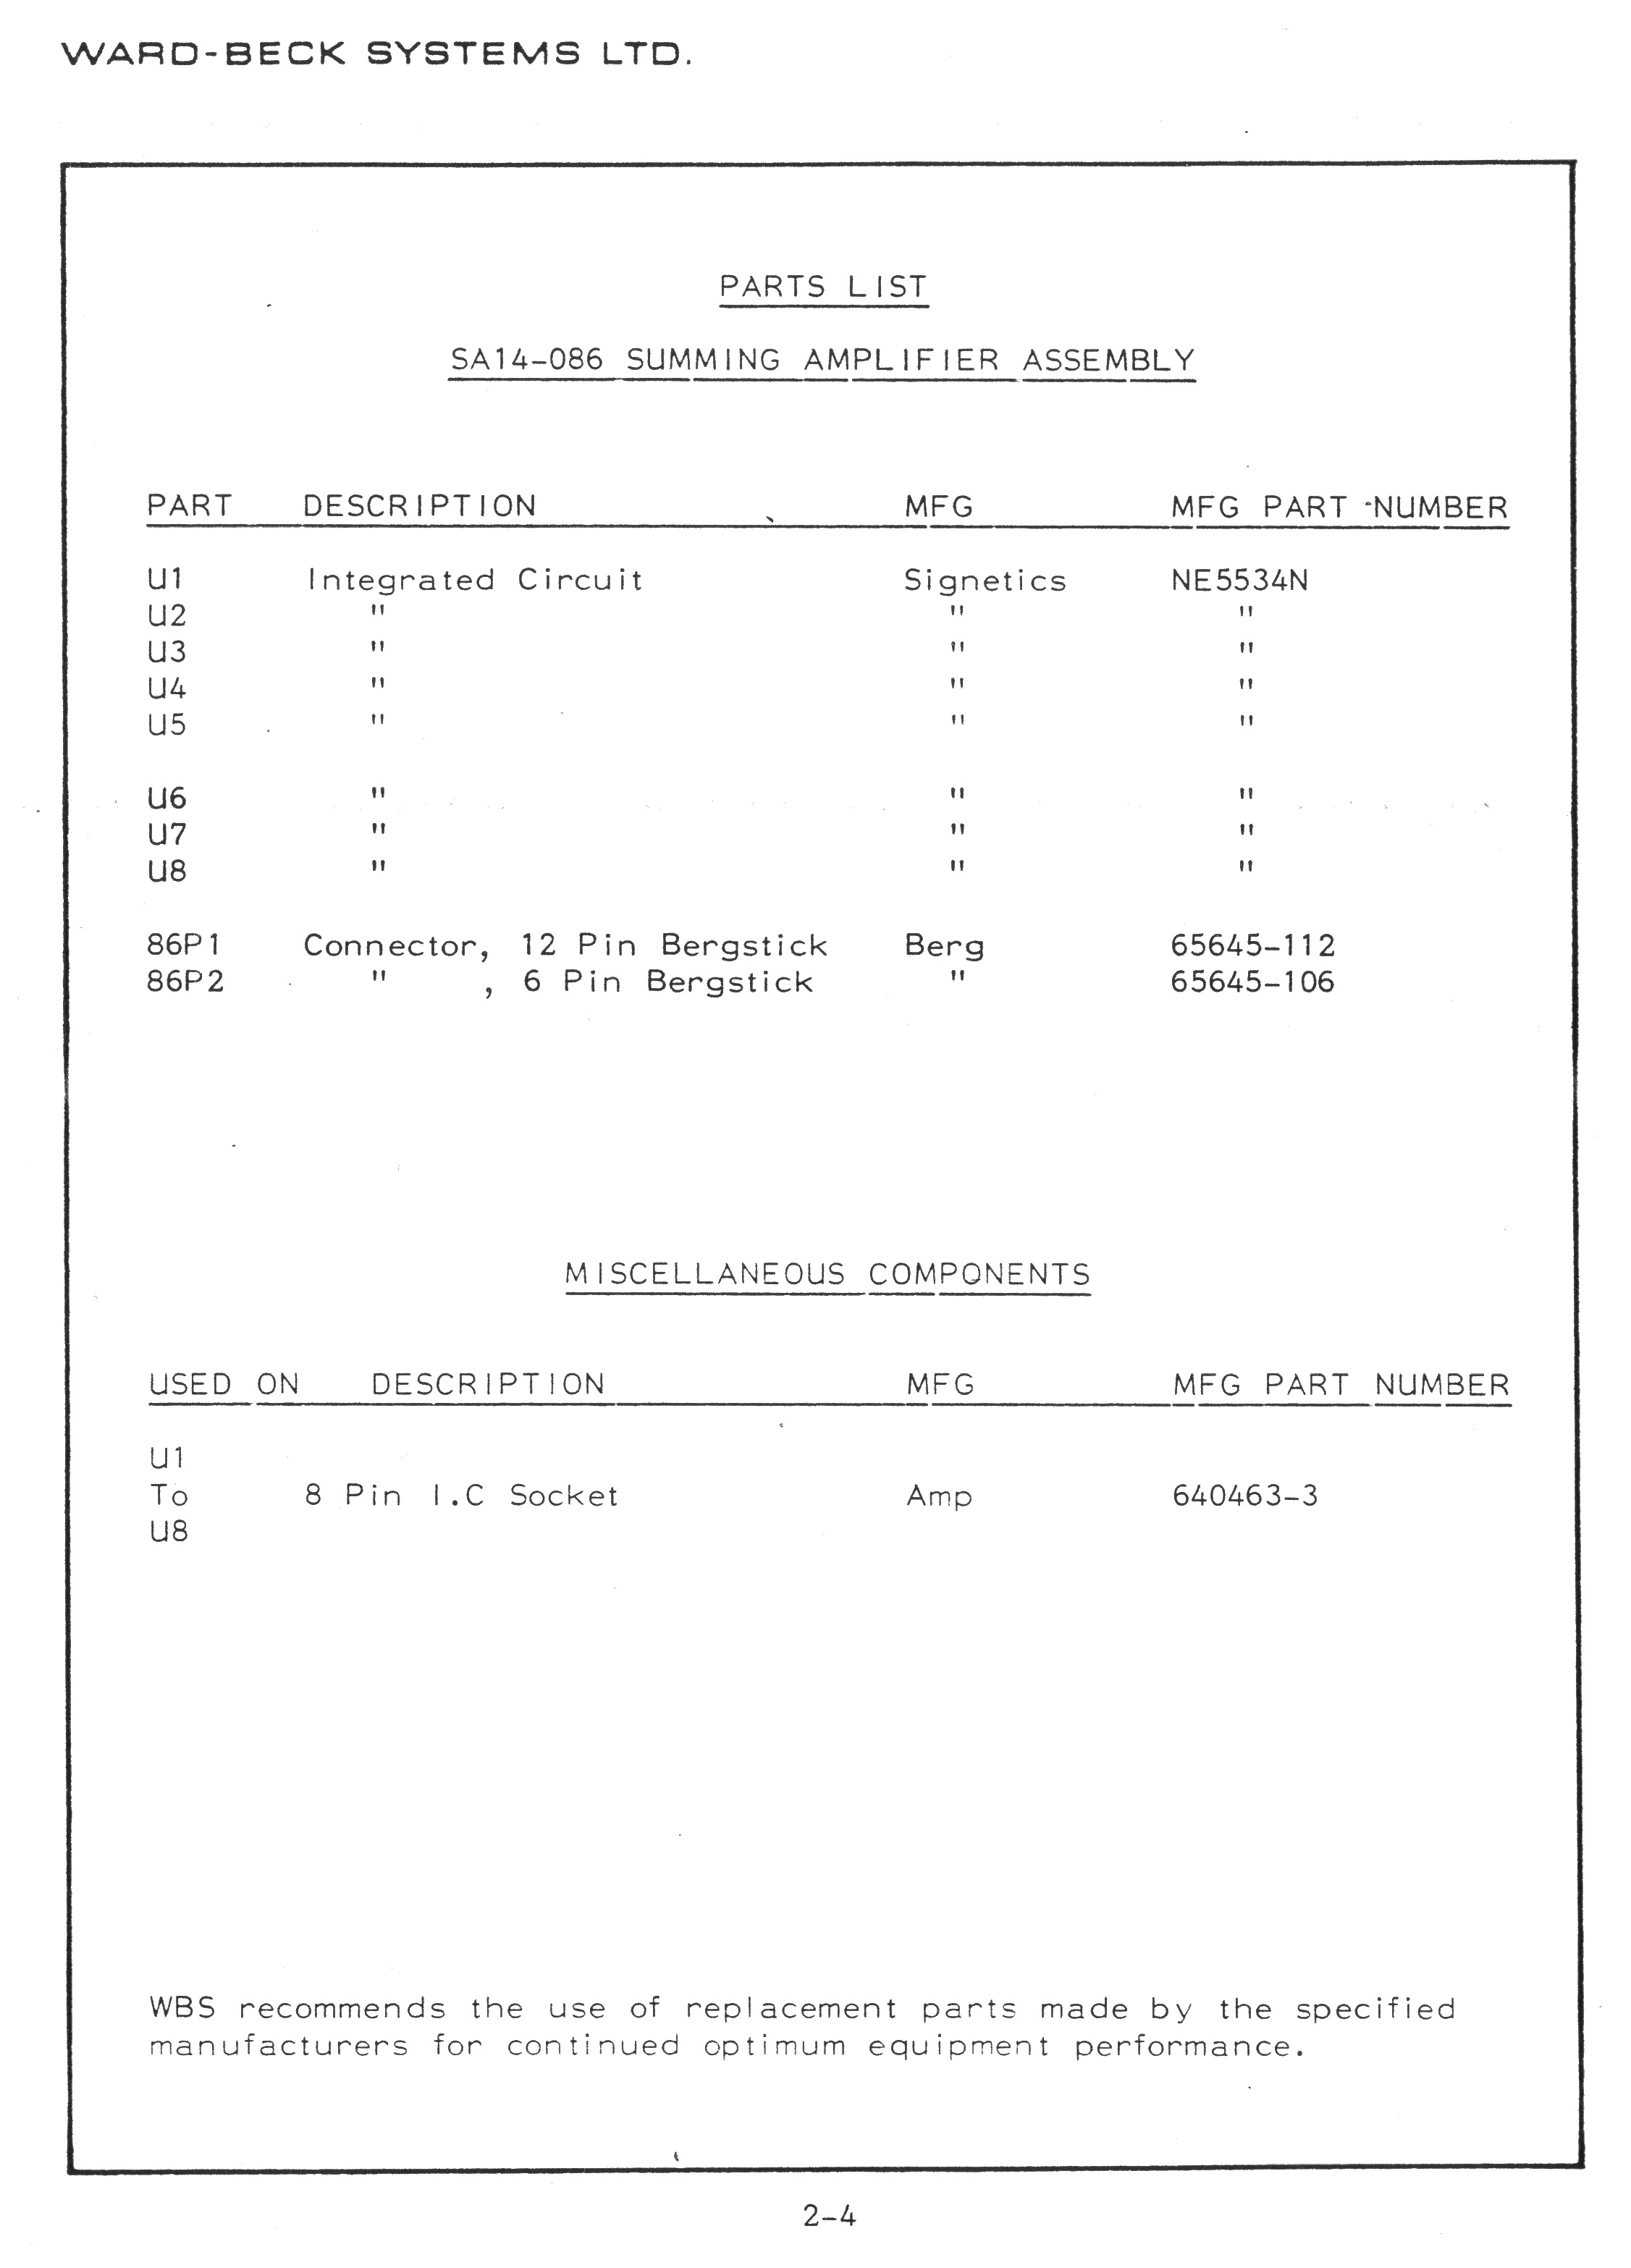 WARD-BECK SYSTEMS LTD.
PARTS LIST
SA14-086 SUMMING AMPLIFIER ASSEMBLY
PART DESCRIPTION MFG MFG PART NUMBER
U1 Integrated Circuit Signetics NE5534N
U2 " " "
U3 " " "
U4 " " "
U5 " " "
U6 " " "
U7 " " "
U8 " " "
86P1 Connector, 12 Pin Bergstick Berg 65645-112
86P2 " , 6 Pin Bergstick " 65645-106
MISCELLANEOUS COMPONENTS
USED ON DESCRIPTION MFG MFG PART NUMBER
U1
To 8 Pin I.C Socket Amp 640463-3
U8
WBS recommends the use of replacement parts made by the specified
manufacturers for continued optimum equipment performance.
2-4